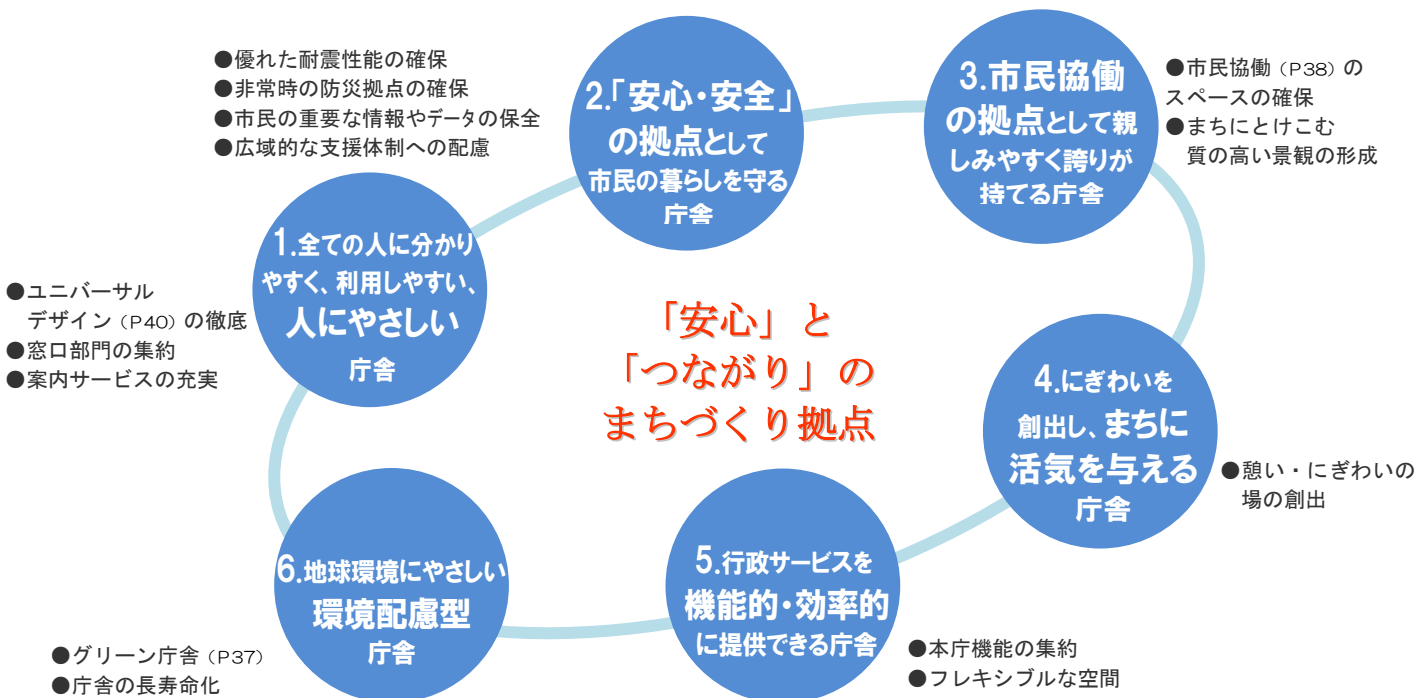 ●優れた耐震性能の確保
●非常時の防災拠点の確保
●市民の重要な情報やデータの保全
●広域的な支援体制への配慮
1.全ての人に分かり
やすく、利用しやすい、
人にやさしい
庁舎
●ユニバーサル
デザイン（P40）の徹底
●窓口部門の集約
●案内サービスの充実
2.「安心・安全」
の拠点として
市民の暮らしを守る
庁舎
3.市民協働
の拠点として親
しみやすく誇りが
持てる庁舎
●市民協働（P38）の
スペースの確保
●まちにとけこむ
質の高い景観の形成
「安心」と
「つながり」の
まちづくり拠点
4.にぎわいを
創出し、まちに
活気を与える
庁舎
●憩い・にぎわいの
場の創出
5.行政サービスを
機能的・効率的
に提供できる庁舎
●本庁機能の集約
●フレキシブルな空間
6.地球環境にやさしい
環境配慮型
庁舎
●グリーン庁舎（P37）
●庁舎の長寿命化